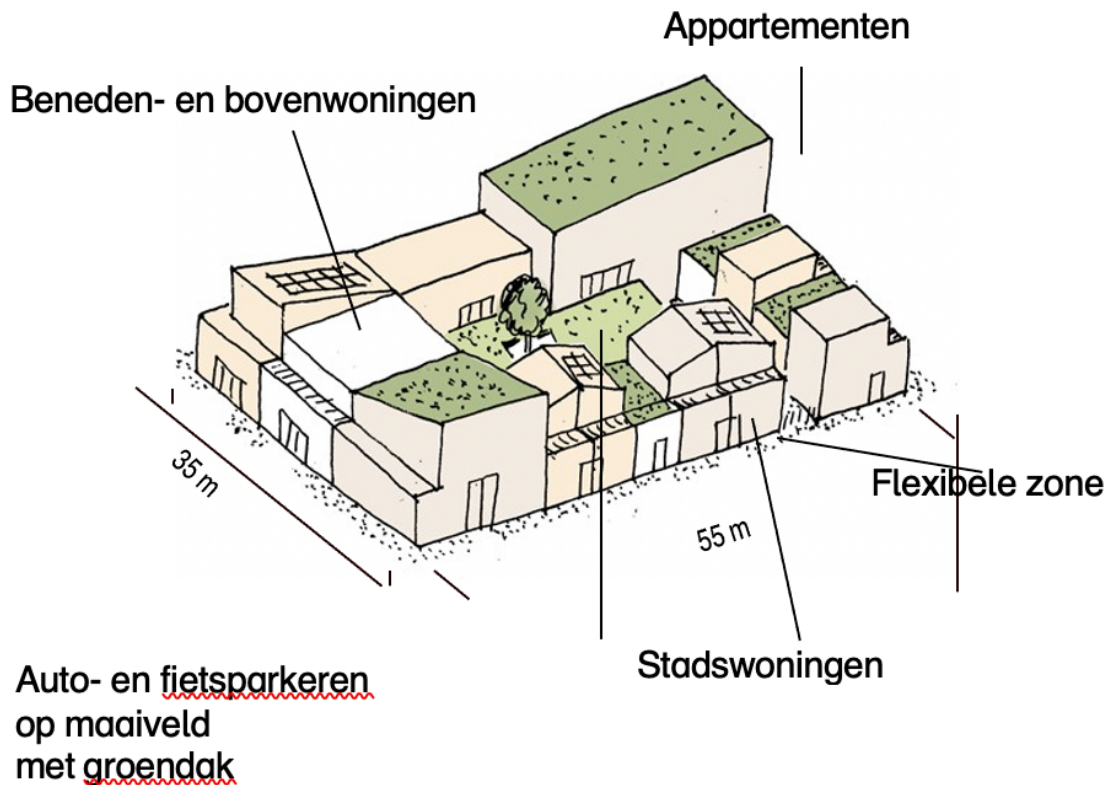 Appartementen
Beneden- en bovenwoningen
35 m
Flexibele zone
55 m
Stadswoningen
Auto- en fietsparkeren
op maaiveld
met groendak